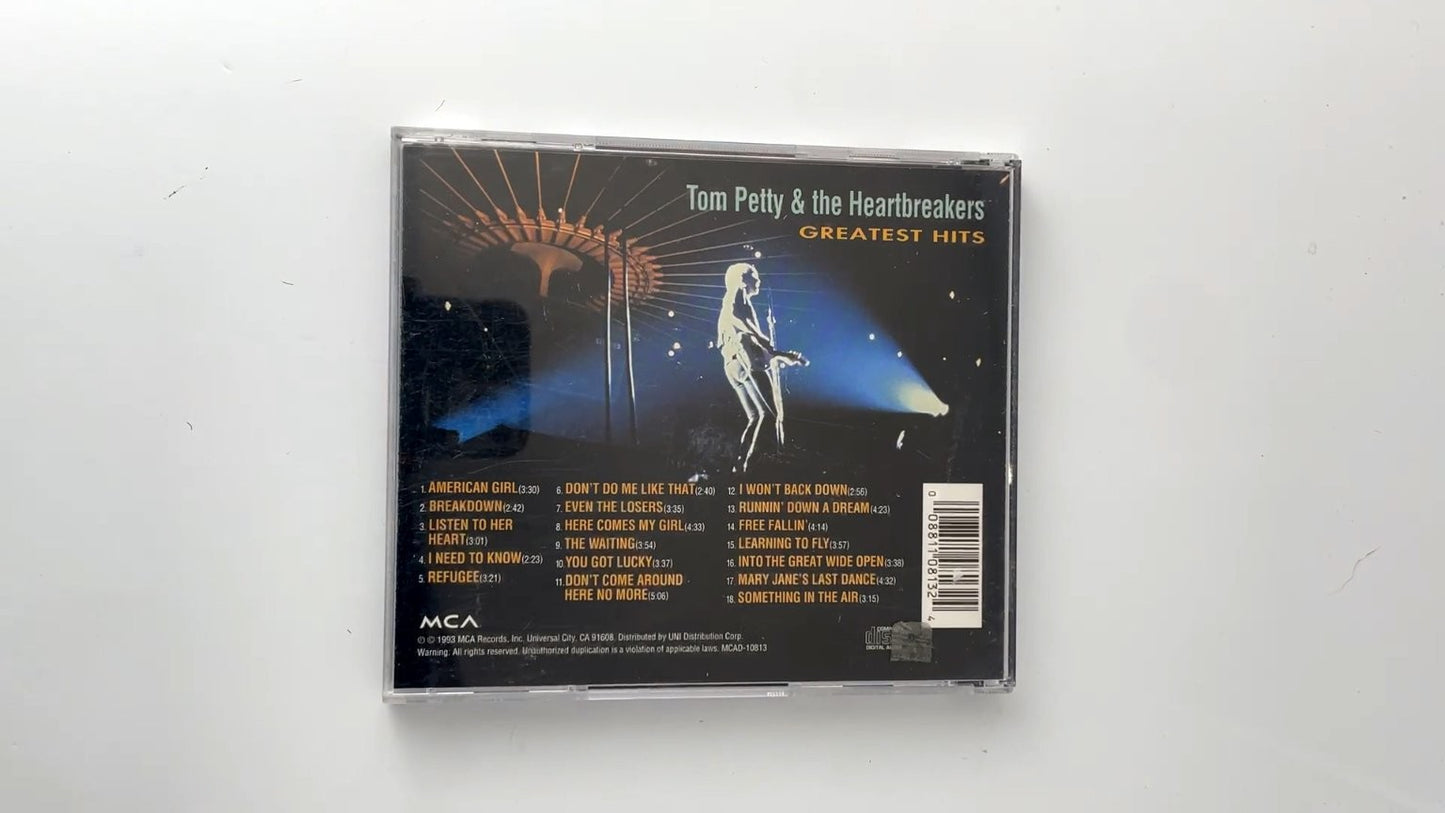 Tom Petty & the Heartbreakers
GREATEST HITS
1. AMERICAN GIRL(3:30)
2. BREAKDOWN(2:42)
3. LISTEN TO HER
HEART(3:01)
4. I NEED TO KNOW(2:23)
5. REFUGEE(3:21)
6. DON'T DO ME LIKE THAT(2:40)
7. EVEN THE LOSERS(3:35)
8. HERE COMES MY GIRL(4:33)
9. THE WAITING(3:54)
10. YOU GOT LUCKY(3:37)
11. DON'T COME AROUND
HERE NO MORE(5:06)
12. I WON'T BACK DOWN(2:56)
13. RUNNIN' DOWN A DREAM(4:23)
14. FREE FALLIN'(4:14)
15. LEARNING TO FLY(3:57)
16. INTO THE GREAT WIDE OPEN(3:38)
17. MARY JANE'S LAST DANCE(4:32)
18. SOMETHING IN THE AIR(3:15)
0 08811 08132 4
MCA
℗ © 1993 MCA Records, Inc. Universal City, CA 91608. Distributed by UNI Distribution Corp.
Warning: All rights reserved. Unauthorized duplication is a violation of applicable laws. MCAD-10813
DIGITAL